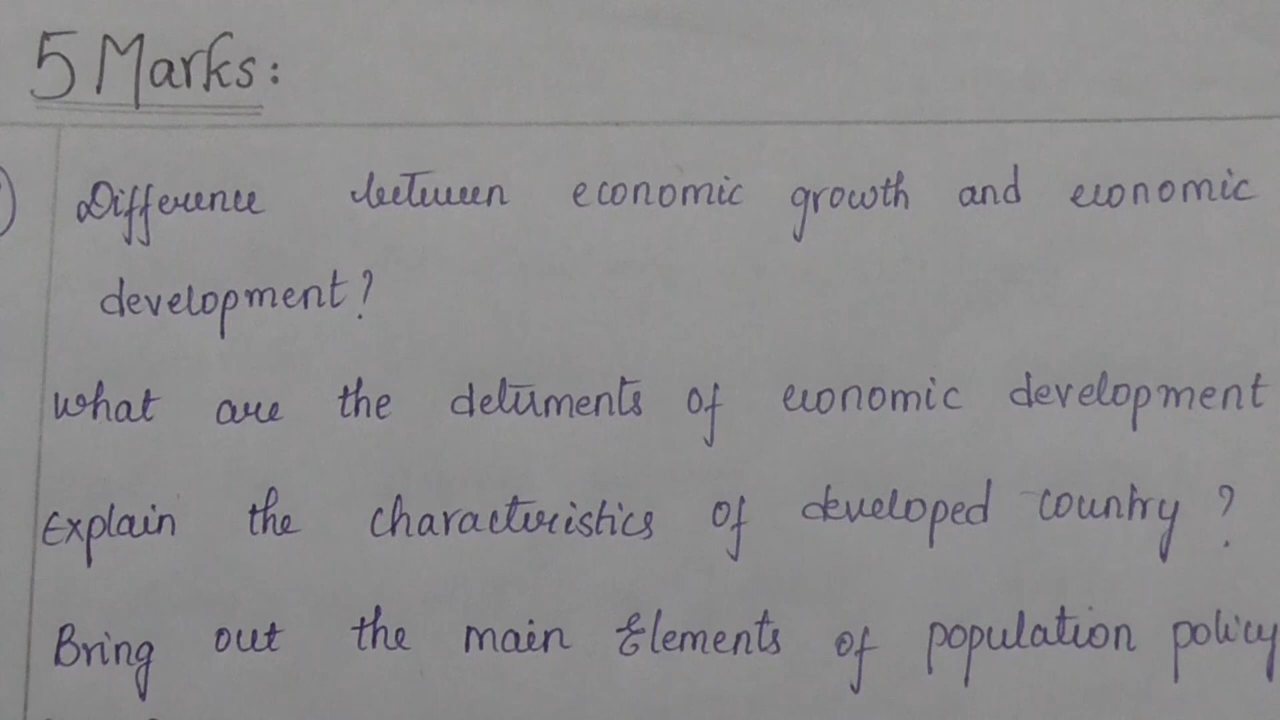 5 Marks:
Difference between economic growth and economic
development?
What are the detuments of economic development
Explain the characteristics of developed country?
Bring out the main Elements of population policy